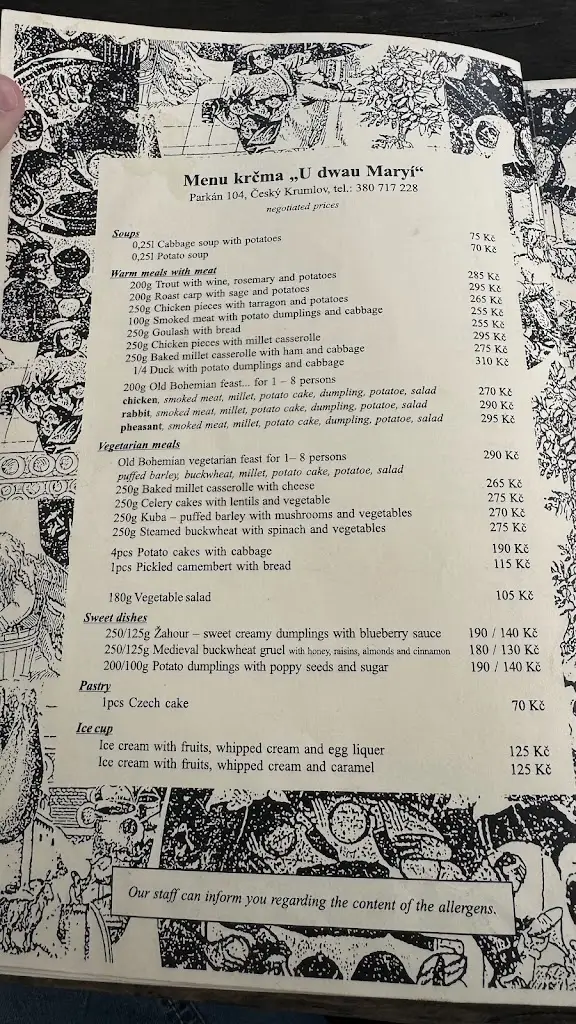 Menu krčma „U dwau Maryí“
Parkán 104, Český Krumlov, tel.: 380 717 228
negotiated prices
Soups
0,25l Cabbage soup with potatoes 75 Kč
0,25l Potato soup 70 Kč
Warm meals with meat
200g Trout with wine, rosemary and potatoes 285 Kč
200g Roast carp with sage and potatoes 295 Kč
250g Chicken pieces with tarragon and potatoes 265 Kč
100g Smoked meat with potato dumplings and cabbage 255 Kč
250g Goulash with bread 255 Kč
250g Chicken pieces with millet casserolle 295 Kč
250g Baked millet casserolle with ham and cabbage 275 Kč
1/4 Duck with potato dumplings and cabbage 310 Kč
200g Old Bohemian feast... for 1 – 8 persons
chicken, smoked meat, millet, potato cake, dumpling, potatoe, salad 270 Kč
rabbit, smoked meat, millet, potato cake, dumpling, potatoe, salad 290 Kč
pheasant, smoked meat, millet, potato cake, dumpling, potatoe, salad 295 Kč
Vegetarian meals
Old Bohemian vegetarian feast for 1– 8 persons 290 Kč
puffed barley, buckwheat, millet, potato cake, potatoe, salad
250g Baked millet casserolle with cheese 265 Kč
250g Celery cakes with lentils and vegetable 275 Kč
250g Kuba – puffed barley with mushrooms and vegetables 270 Kč
250g Steamed buckwheat with spinach and vegetables 275 Kč
4pcs Potato cakes with cabbage 190 Kč
1pcs Pickled camembert with bread 115 Kč
180g Vegetable salad 105 Kč
Sweet dishes
250/125g Žahour – sweet creamy dumplings with blueberry sauce 190 / 140 Kč
250/125g Medieval buckwheat gruel with honey, raisins, almonds and cinnamon 180 / 130 Kč
200/100g Potato dumplings with poppy seeds and sugar 190 / 140 Kč
Pastry
1pcs Czech cake 70 Kč
Ice cup
Ice cream with fruits, whipped cream and egg liquer 125 Kč
Ice cream with fruits, whipped cream and caramel 125 Kč
Our staff can inform you regarding the content of the allergens.